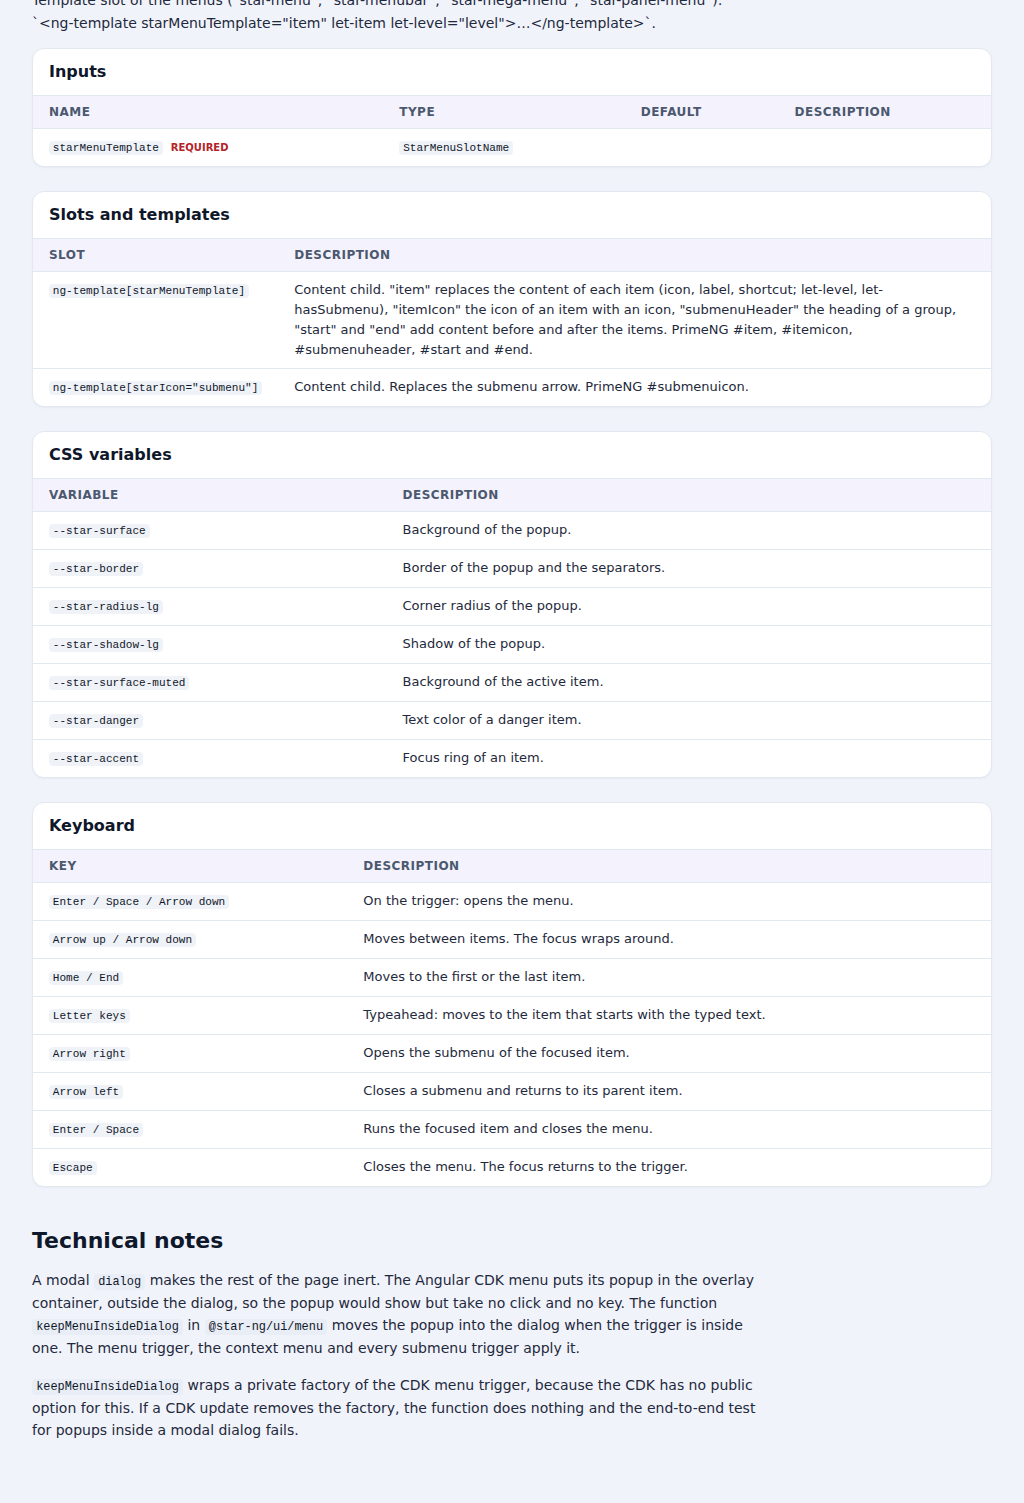 Template slot of the menus (`star-menu`, `star-menubar`, `star-mega-menu`, `star-panel-menu`).
`<ng-template starMenuTemplate="item" let-item let-level="level">…</ng-template>`.
Inputs
NAME TYPE DEFAULT DESCRIPTION
starMenuTemplate REQUIRED StarMenuSlotName
Slots and templates
SLOT DESCRIPTION
ng-template[starMenuTemplate] Content child. "item" replaces the content of each item (icon, label, shortcut; let-level, let-
hasSubmenu), "itemIcon" the icon of an item with an icon, "submenuHeader" the heading of a group,
"start" and "end" add content before and after the items. PrimeNG #item, #itemicon,
#submenuheader, #start and #end.
ng-template[starIcon="submenu"] Content child. Replaces the submenu arrow. PrimeNG #submenuicon.
CSS variables
VARIABLE DESCRIPTION
--star-surface Background of the popup.
--star-border Border of the popup and the separators.
--star-radius-lg Corner radius of the popup.
--star-shadow-lg Shadow of the popup.
--star-surface-muted Background of the active item.
--star-danger Text color of a danger item.
--star-accent Focus ring of an item.
Keyboard
KEY DESCRIPTION
Enter / Space / Arrow down On the trigger: opens the menu.
Arrow up / Arrow down Moves between items. The focus wraps around.
Home / End Moves to the first or the last item.
Letter keys Typeahead: moves to the item that starts with the typed text.
Arrow right Opens the submenu of the focused item.
Arrow left Closes a submenu and returns to its parent item.
Enter / Space Runs the focused item and closes the menu.
Escape Closes the menu. The focus returns to the trigger.
Technical notes
A modal dialog makes the rest of the page inert. The Angular CDK menu puts its popup in the overlay
container, outside the dialog, so the popup would show but take no click and no key. The function
keepMenuInsideDialog in @star-ng/ui/menu moves the popup into the dialog when the trigger is inside
one. The menu trigger, the context menu and every submenu trigger apply it.
keepMenuInsideDialog wraps a private factory of the CDK menu trigger, because the CDK has no public
option for this. If a CDK update removes the factory, the function does nothing and the end-to-end test
for popups inside a modal dialog fails.